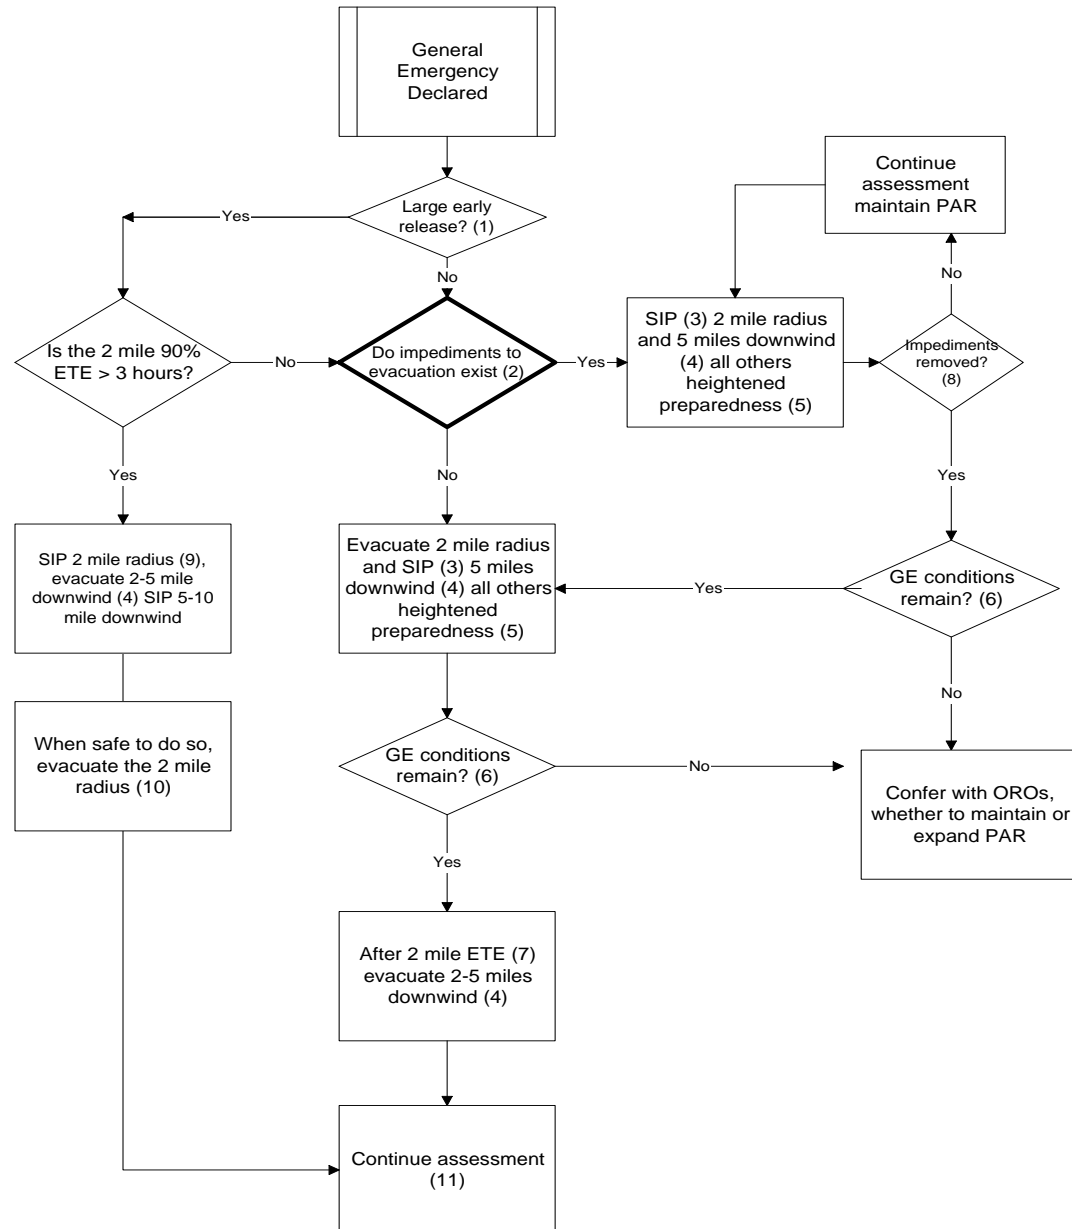 General
Emergency
Declared
Large early
release? (1)
Yes
No
Continue
assessment
maintain PAR
No
Is the 2 mile 90%
ETE > 3 hours?
No
Do impediments to
evacuation exist (2)
Yes
SIP (3) 2 mile radius
and 5 miles downwind
(4) all others
heightened
preparedness (5)
Impediments
removed?
(8)
Yes
No
Yes
SIP 2 mile radius (9),
evacuate 2-5 mile
downwind (4) SIP 5-10
mile downwind
Evacuate 2 mile radius
and SIP (3) 5 miles
downwind (4) all others
heightened
preparedness (5)
Yes
GE conditions
remain? (6)
No
When safe to do so,
evacuate the 2 mile
radius (10)
GE conditions
remain? (6)
No
Confer with OROs,
whether to maintain or
expand PAR
Yes
After 2 mile ETE (7)
evacuate 2-5 miles
downwind (4)
Continue assessment
(11)